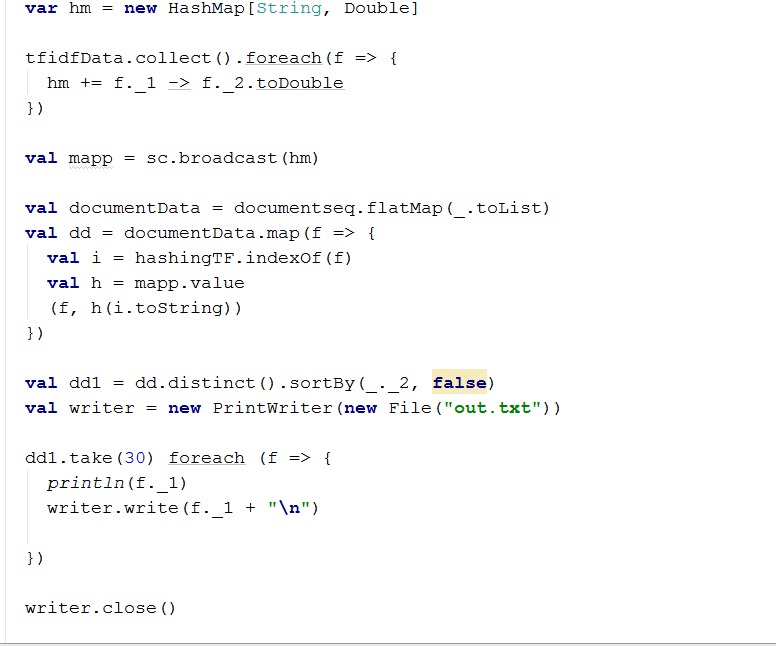 var hm = new HashMap[String, Double]
tfidfData.collect().foreach(f => {
hm += f._1 -> f._2.toDouble
})
val mapp = sc.broadcast(hm)
val documentData = documentseq.flatMap(_.toList)
val dd = documentData.map(f => {
val i = hashingTF.indexOf(f)
val h = mapp.value
(f, h(i.toString))
})
val dd1 = dd.distinct().sortBy(_._2, false)
val writer = new PrintWriter(new File("out.txt"))
dd1.take(30) foreach (f => {
println(f._1)
writer.write(f._1 + "\n")
})
writer.close()